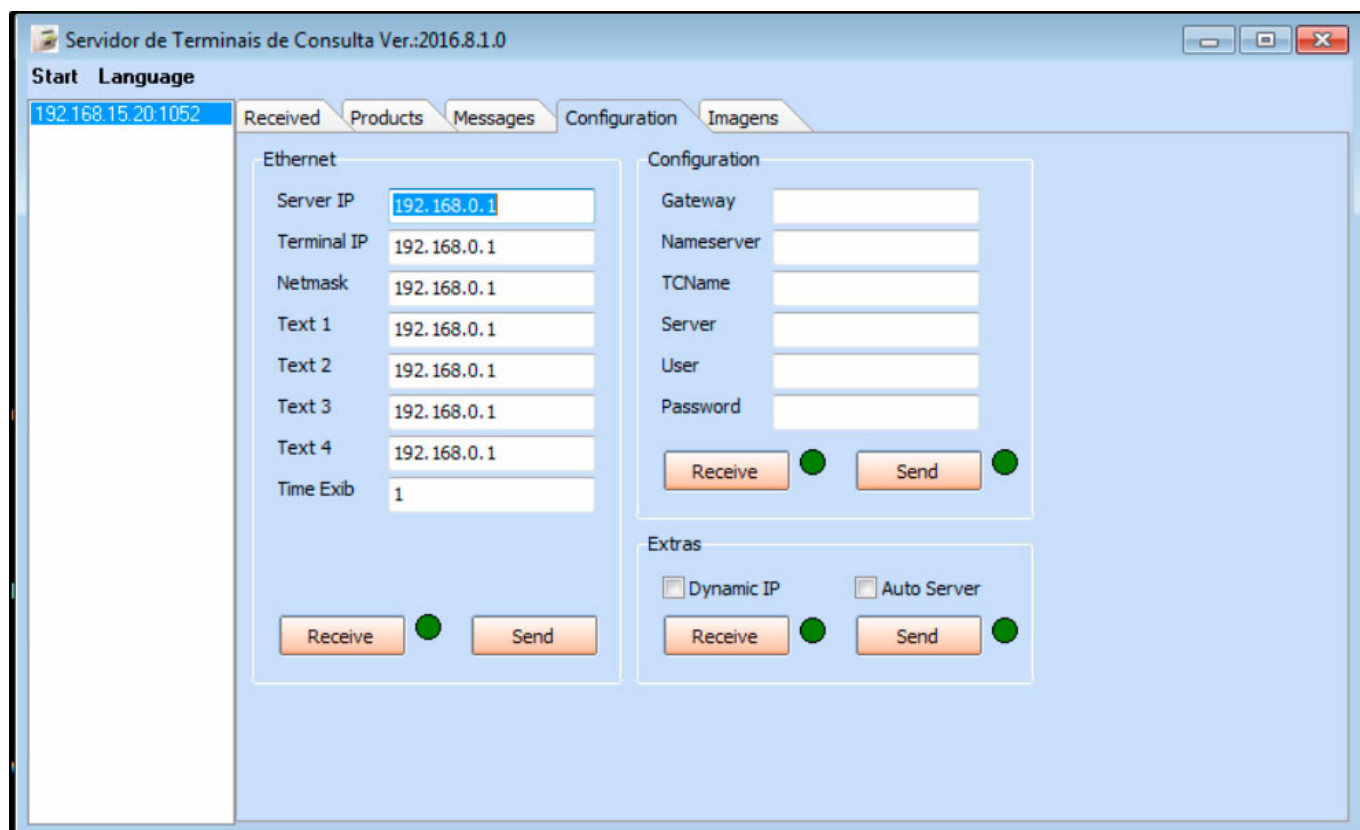 Servidor de Terminais de Consulta Ver.:2016.8.1.0
Start Language
192.168.15.20:1052
Received Products Messages Configuration Imagens
Ethernet
Server IP 192.168.0.1
Terminal IP 192.168.0.1
Netmask 192.168.0.1
Text 1 192.168.0.1
Text 2 192.168.0.1
Text 3 192.168.0.1
Text 4 192.168.0.1
Time Exib 1
Receive Send
Configuration
Gateway
Nameserver
TCName
Server
User
Password
Receive Send
Extras
Dynamic IP Auto Server
Receive Send